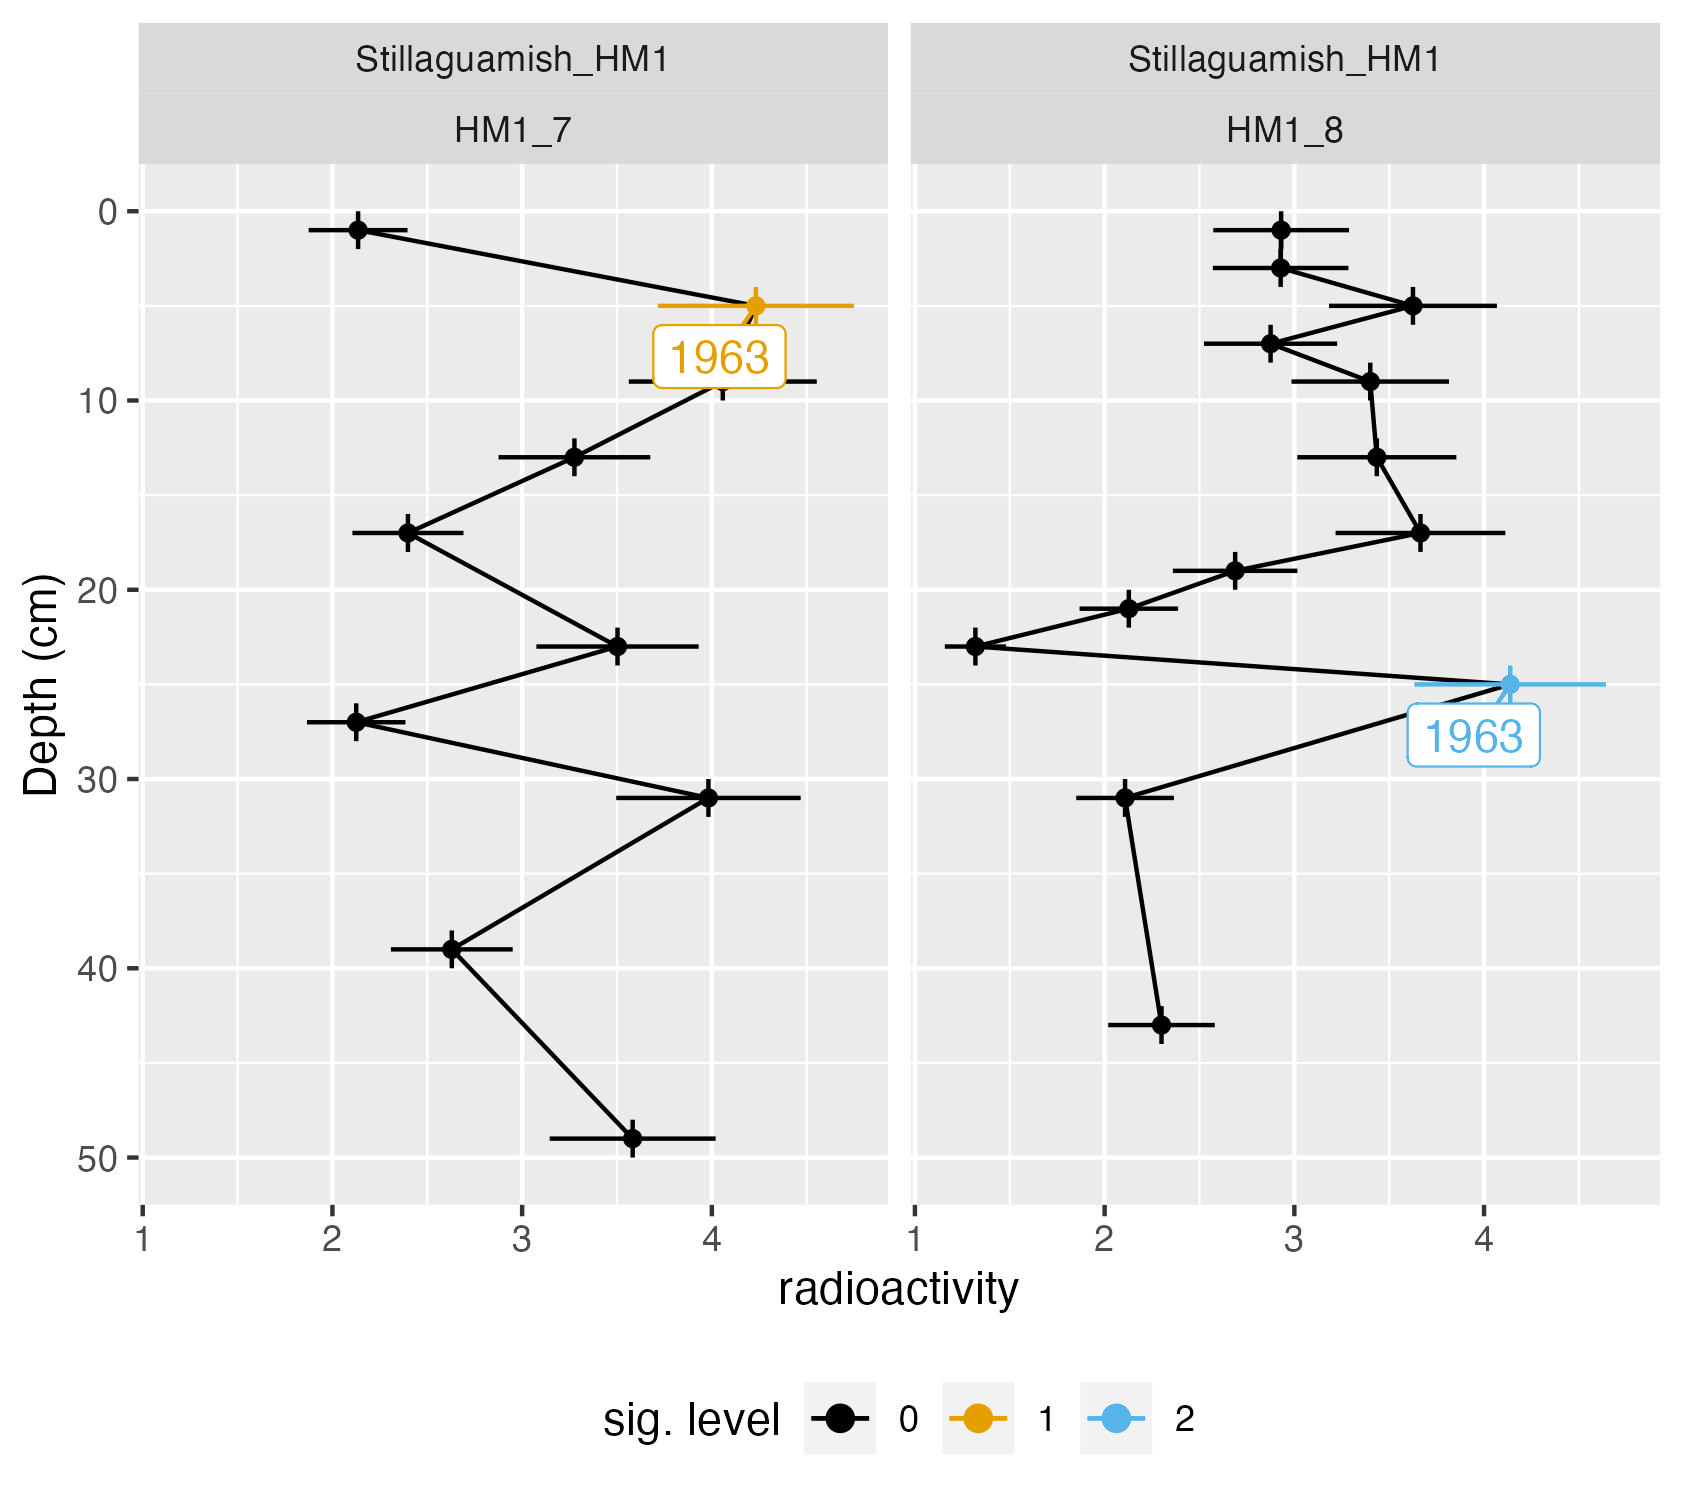 Stillaguamish_HM1 Stillaguamish_HM1
HM1_7 HM1_8
0
10
20
30
40
50
Depth (cm)
1963
1963
1 2 3 4 1 2 3 4
radioactivity
sig. level 0 1 2